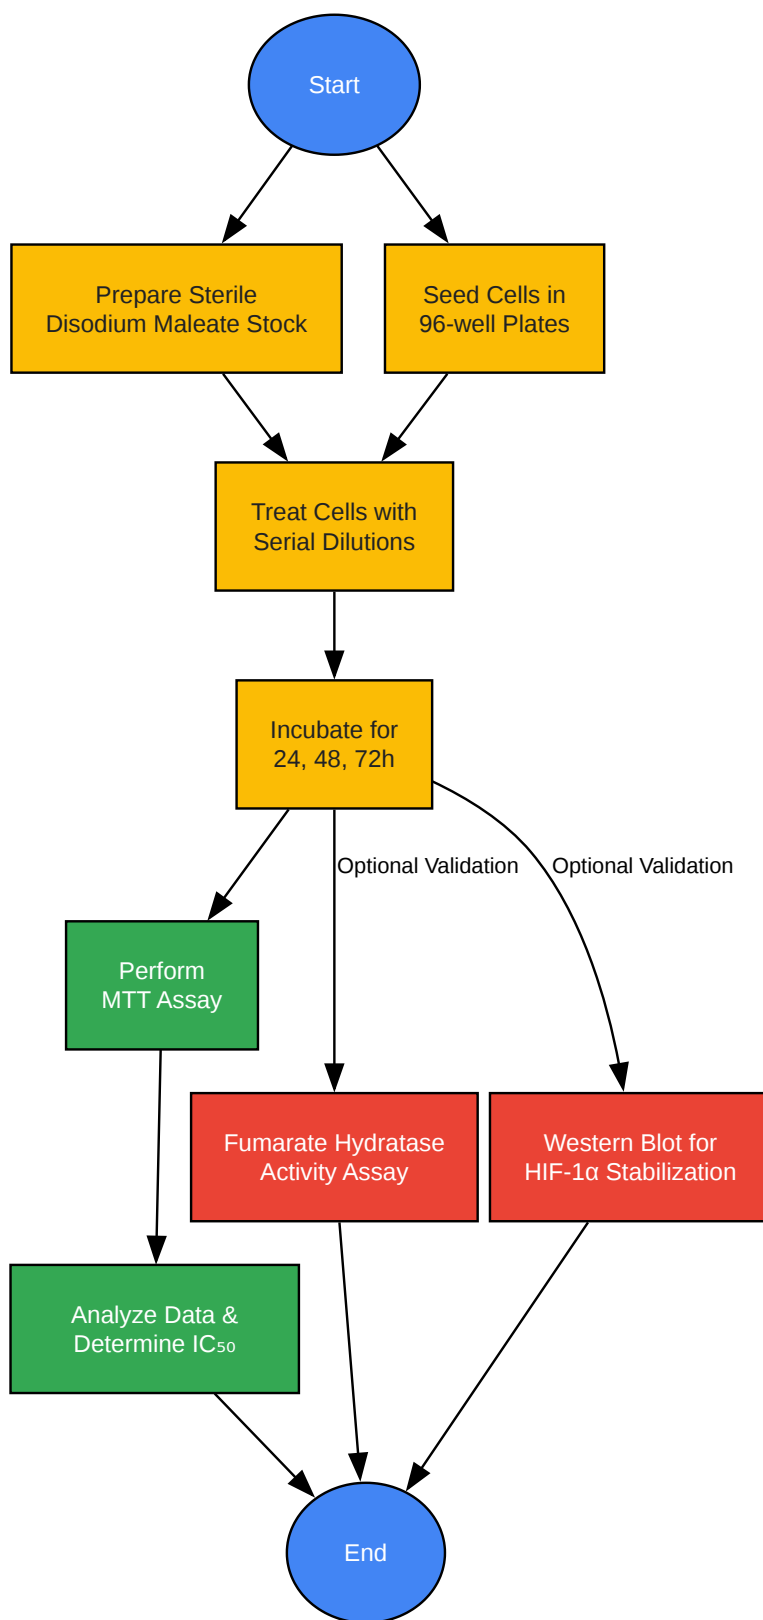 Start
Prepare Sterile
Disodium Maleate Stock
Seed Cells in
96-well Plates
Treat Cells with
Serial Dilutions
Incubate for
24, 48, 72h
Optional Validation
Optional Validation
Perform
MTT Assay
Fumarate Hydratase
Activity Assay
Western Blot for
HIF-1α Stabilization
Analyze Data &
Determine IC₅₀
End